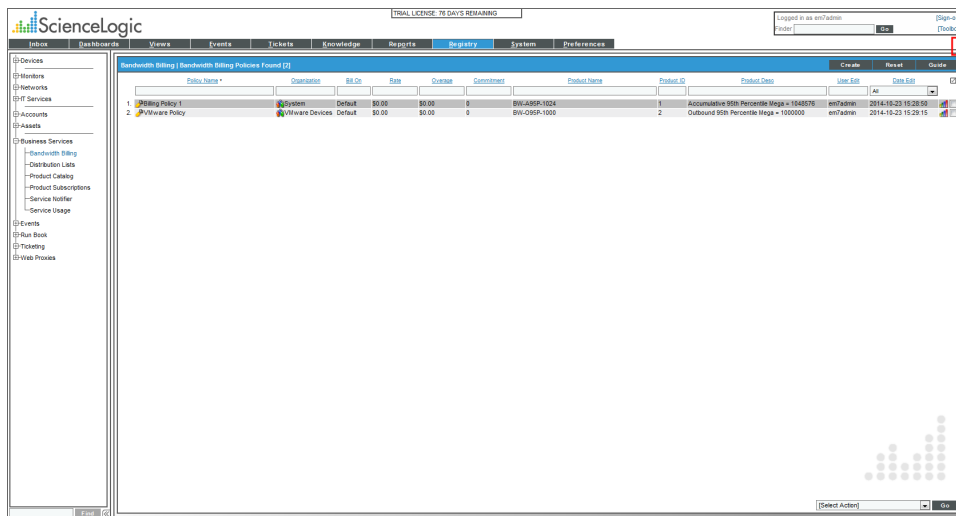 TRIAL LICENSE: 76 DAYS REMAINING
ScienceLogic
Logged in as em7admin
[Sign-o
Finder
Go
[Toolbo
Inbox Dashboards Views Events Tickets Knowledge Reports Registry System Preferences
Devices
Monitors
Networks
IT Services
Accounts
Assets
Business Services
Bandwidth Billing
Distribution Lists
Product Catalog
Product Subscriptions
Service Notifier
Service Usage
Events
Run Book
Ticketing
Web Proxies
Find
Bandwidth Billing | Bandwidth Billing Policies Found [2]
Create Reset Guide
Policy Name Organization Bill On Rate Overage Commitment Product Name Product ID Product Desc User Edit Date Edit
All
1. Billing Policy 1 System Default $0.00 $0.00 0 BW-A95P-1024 1 Accumulative 95th Percentile Mega = 1048576 em7admin 2014-10-23 15:28:50
2. VMware Policy VMware Devices Default $0.00 $0.00 0 BW-O95P-1000 2 Outbound 95th Percentile Mega = 1000000 em7admin 2014-10-23 15:29:15
[Select Action]
Go